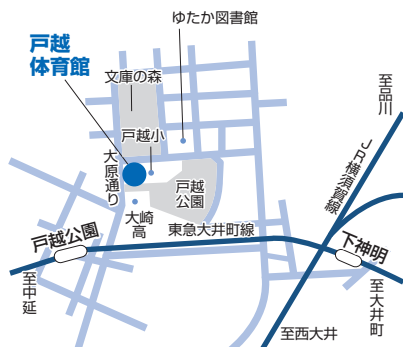 ゆたか図書館
戸越
体育館
文庫の森
至品川
戸越小
大原通り
JR横須賀線
戸越
公園
大崎
高
東急大井町線
戸越公園
下神明
至中延
至大井町
至西大井